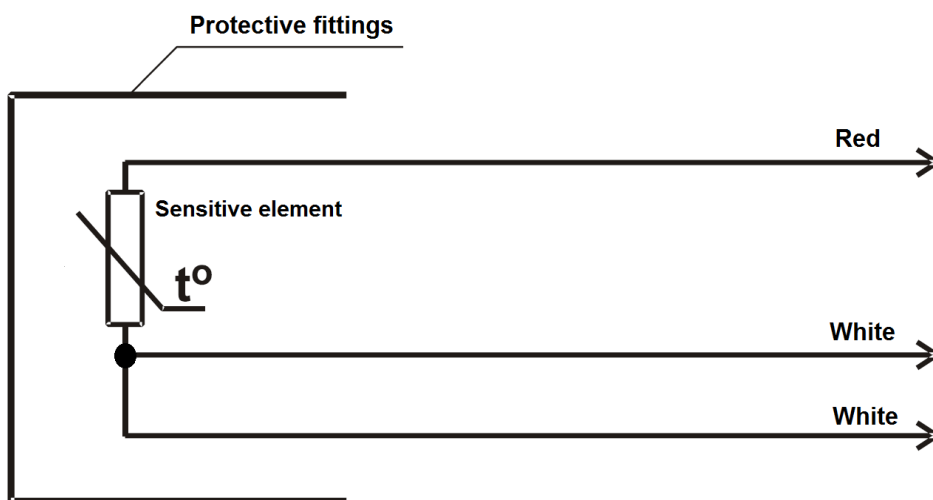 Protective fittings
Red
Sensitive element
t°
White
White